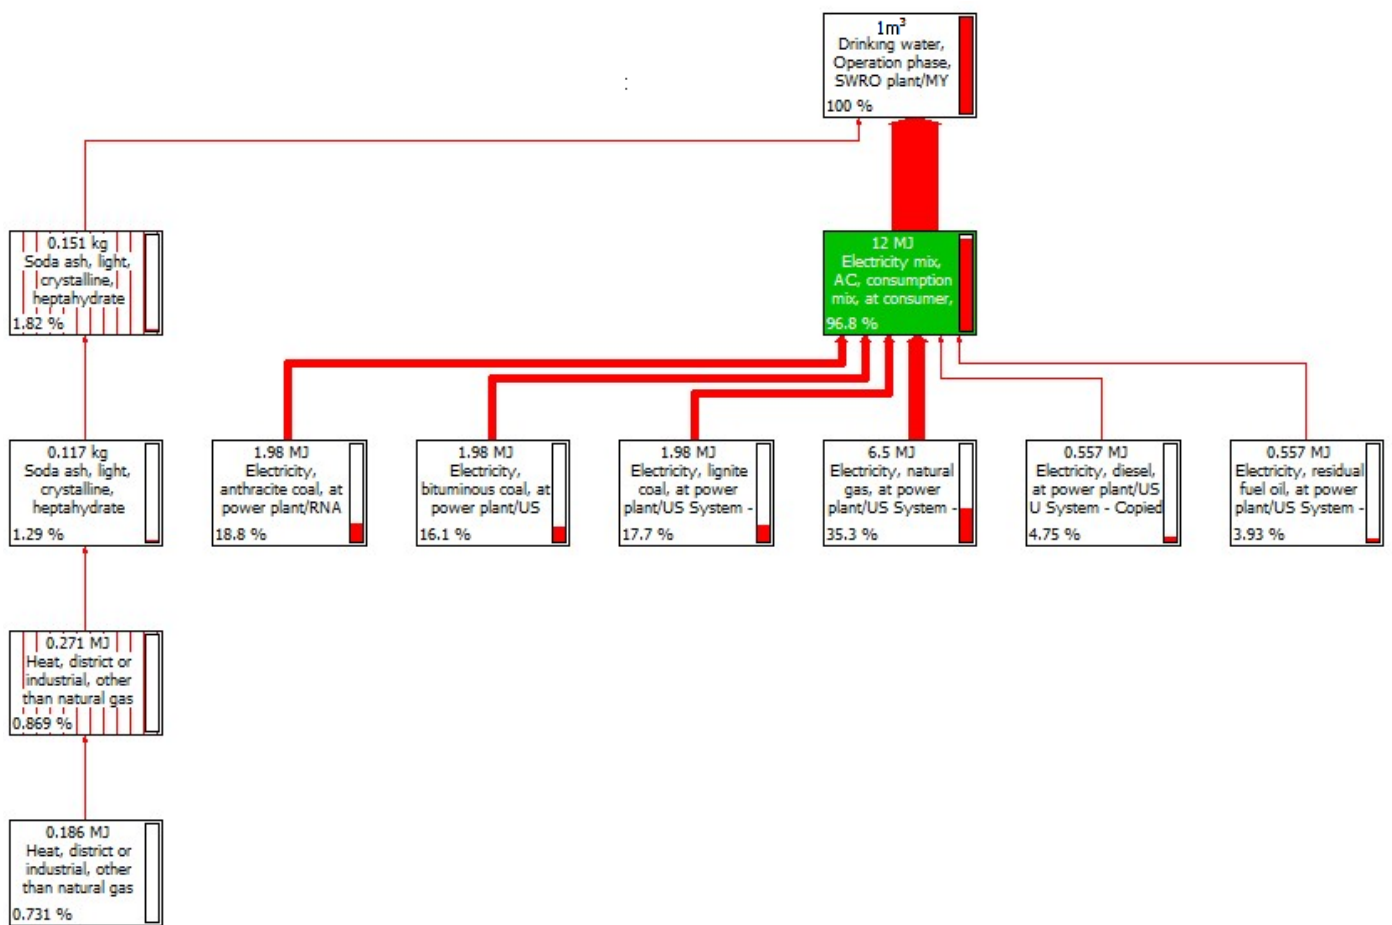 1m³
Drinking water,
Operation phase,
SWRO plant/MY
100 %
:
0.151 kg
Soda ash, light,
crystalline,
heptahydrate
1.82 %
12 MJ
Electricity mix,
AC, consumption
mix, at consumer,
96.8 %
0.117 kg
Soda ash, light,
crystalline,
heptahydrate
1.29 %
1.98 MJ
Electricity,
anthracite coal, at
power plant/RNA
18.8 %
1.98 MJ
Electricity,
bituminous coal, at
power plant/US
16.1 %
1.98 MJ
Electricity, lignite
coal, at power
plant/US System -
17.7 %
6.5 MJ
Electricity, natural
gas, at power
plant/US System -
35.3 %
0.557 MJ
Electricity, diesel,
at power plant/US
U System - Copied
4.75 %
0.557 MJ
Electricity, residual
fuel oil, at power
plant/US System -
3.93 %
0.271 MJ
Heat, district or
industrial, other
than natural gas
0.869 %
0.186 MJ
Heat, district or
industrial, other
than natural gas
0.731 %